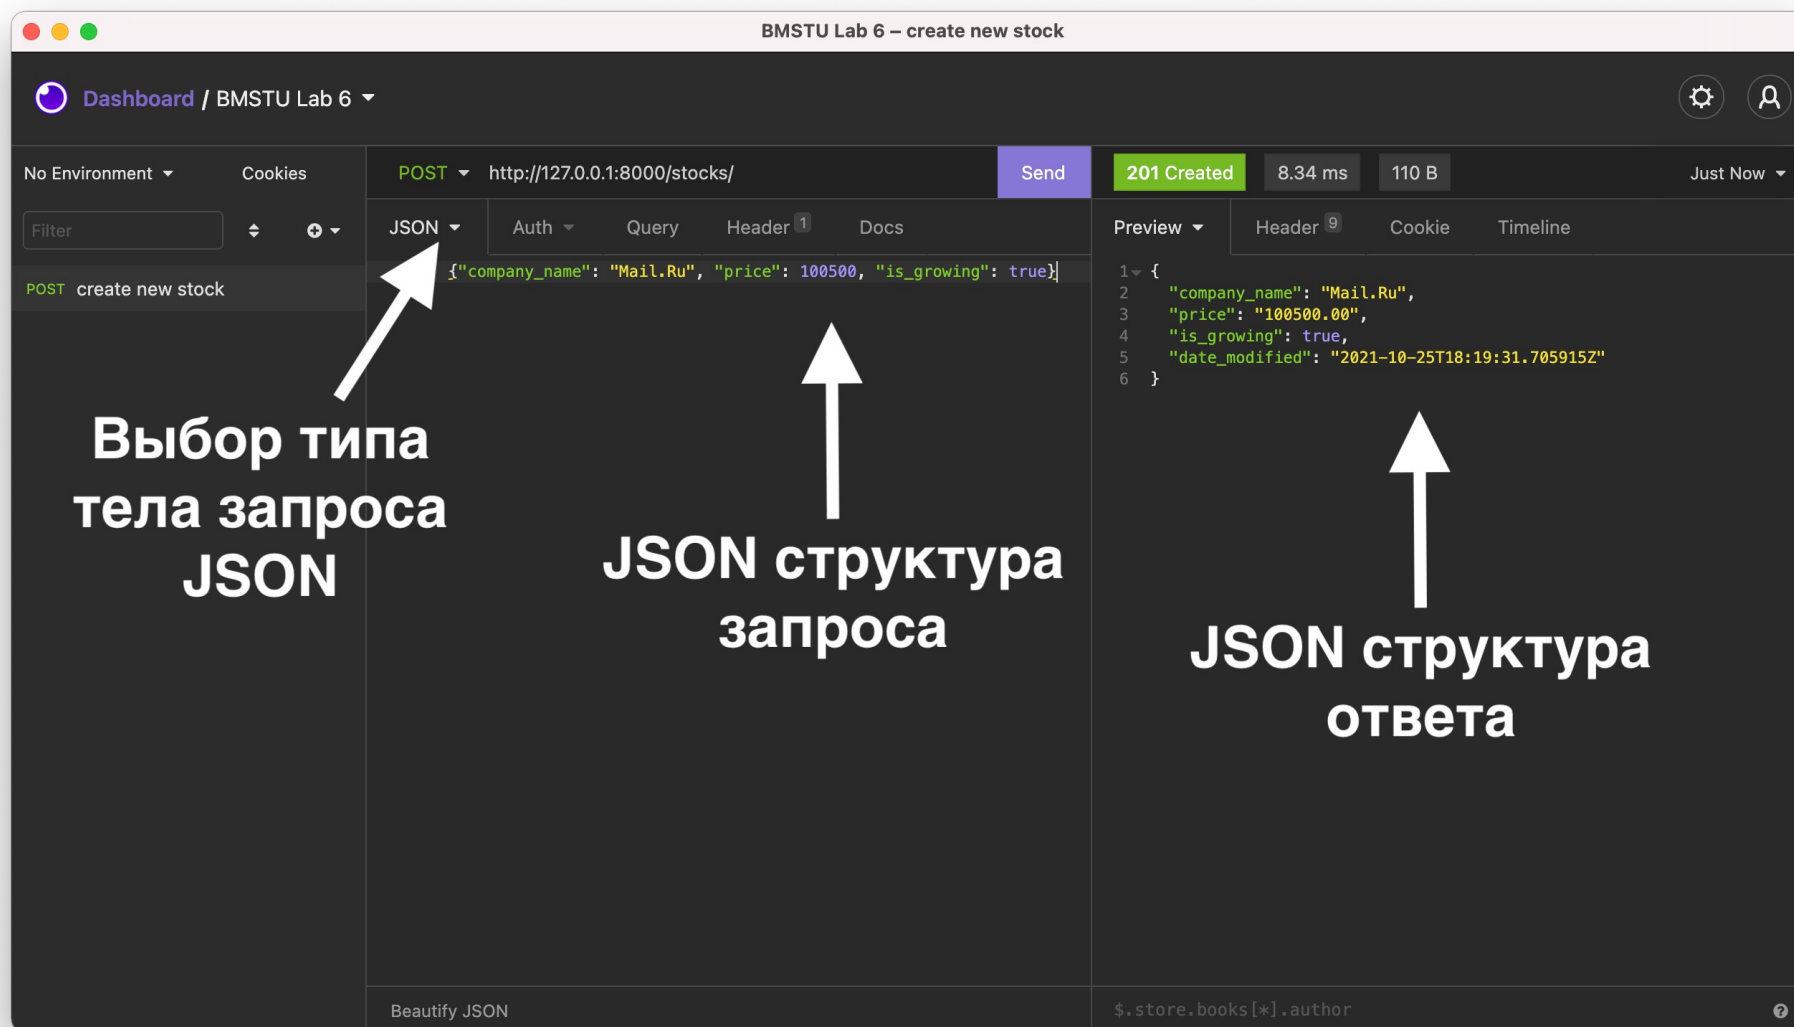 BMSTU Lab 6 – create new stock
Dashboard / BMSTU Lab 6
No Environment
Cookies
POST
http://127.0.0.1:8000/stocks/
Send
201 Created
8.34 ms
110 B
Just Now
Filter
JSON
Auth
Query
Header 1
Docs
Preview
Header 9
Cookie
Timeline
POST create new stock
{"company_name": "Mail.Ru", "price": 100500, "is_growing": true}
1 {
2 "company_name": "Mail.Ru",
3 "price": "100500.00",
4 "is_growing": true,
5 "date_modified": "2021-10-25T18:19:31.705915Z"
6 }
Выбор типа
тела запроса
JSON
JSON структура
запроса
JSON структура
ответа
Beautify JSON
$.store.books[*].author
?